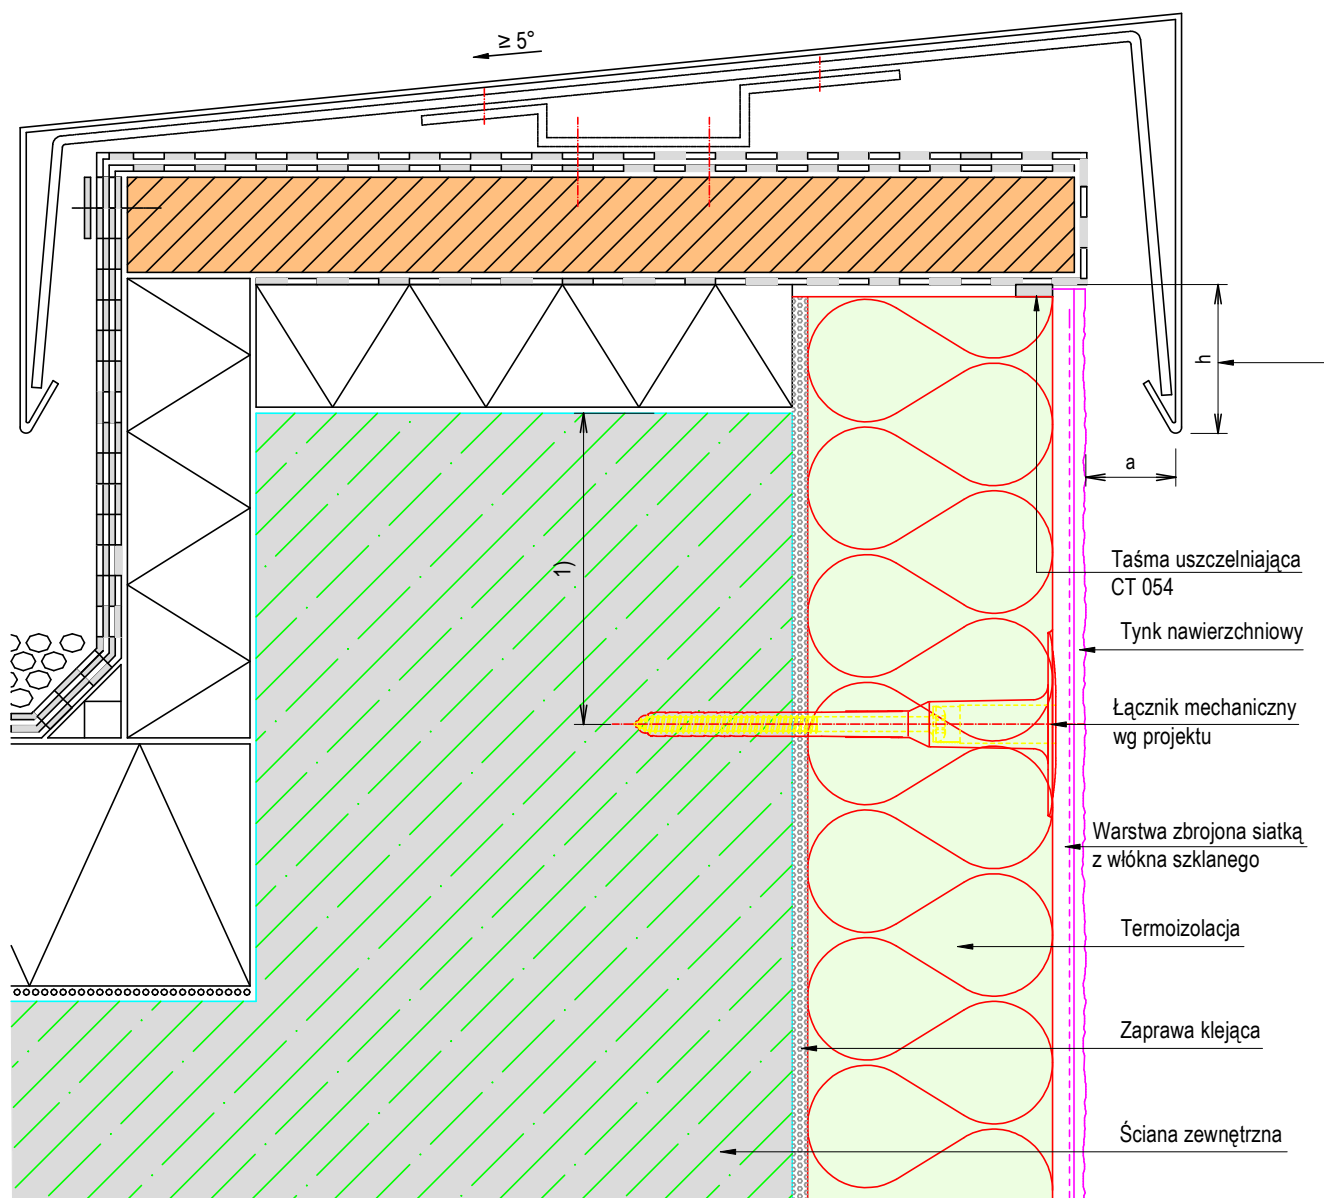 ≥ 5°
h
a
1)
Taśma uszczelniająca
CT 054
Tynk nawierzchniowy
Łącznik mechaniczny
wg projektu
Warstwa zbrojona siatką
z włókna szklanego
Termoizolacja
Zaprawa klejąca
Ściana zewnętrzna